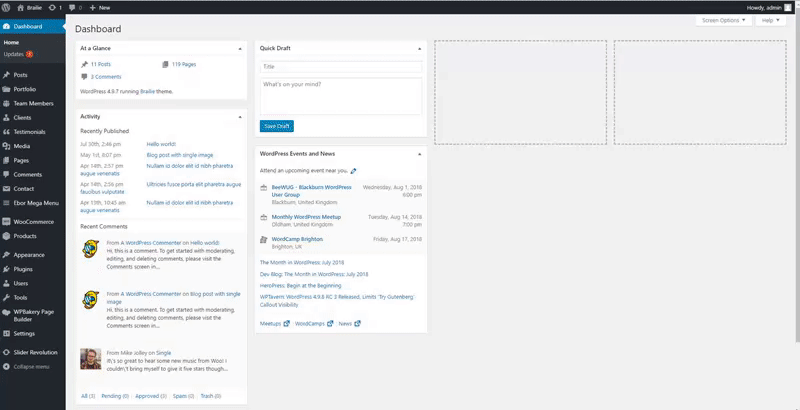 Brailie
1
0
New
Howdy, admin
Dashboard
Home
Updates
Posts
Portfolio
Team Members
Clients
Testimonials
Media
Pages
Comments
Contact
Ebor Mega Menu
WooCommerce
Products
Appearance
Plugins
Users
Tools
WPBakery Page
Builder
Settings
Slider Revolution
Collapse menu
Screen Options
Help
Dashboard
At a Glance
11 Posts
119 Pages
3 Comments
WordPress 4.9.7 running Brailie theme.
Activity
Recently Published
Jul 30th, 2:46 pm Hello world!
May 1st, 8:07 pm Blog post with single image
Apr 14th, 2:51 pm Nullam id dolor elit id nibh pharetra
augue venenatis
Apr 14th, 2:56 pm Ultricies fusce porta elit pharetra augue
faucibus vulputate
Apr 13th, 10:45 am Nullam id dolor elit id nibh pharetra
augue venenatis
Recent Comments
From A WordPress Commenter on Hello world!
Hi, this is a comment. To get started with moderating,
editing, and deleting comments, please visit the
Comments screen in…
From A WordPress Commenter on Blog post with single
image
Hi, this is a comment. To get started with moderating,
editing, and deleting comments, please visit the
Comments screen in…
From Mike Jolley on Single
It\'s so great to hear some new music from Woo! I
couldn't bring myself to give it five stars though…
All (3) Pending (0) Approved (3) Spam (0) Trash (0)
Quick Draft
Title
What's on your mind?
Save Draft
WordPress Events and News
Attend an upcoming event near you.
BeeWUG - Blackburn WordPress
User Group
Blackburn, United Kingdom
Wednesday, Aug 1, 2018
6:00 pm
Monthly WordPress Meetup
Oldham, United Kingdom
Tuesday, Aug 14, 2018
7:00 pm
WordCamp Brighton
Brighton, UK
Friday, Aug 17, 2018
The Month in WordPress: July 2018
Dev Blog: The Month in WordPress: July 2018
HeroPress: Begin at the Beginning
WPTavern: WordPress 4.9.8 RC 3 Released, Limits 'Try Gutenberg'
Callout Visibility
Meetups
WordCamps
News